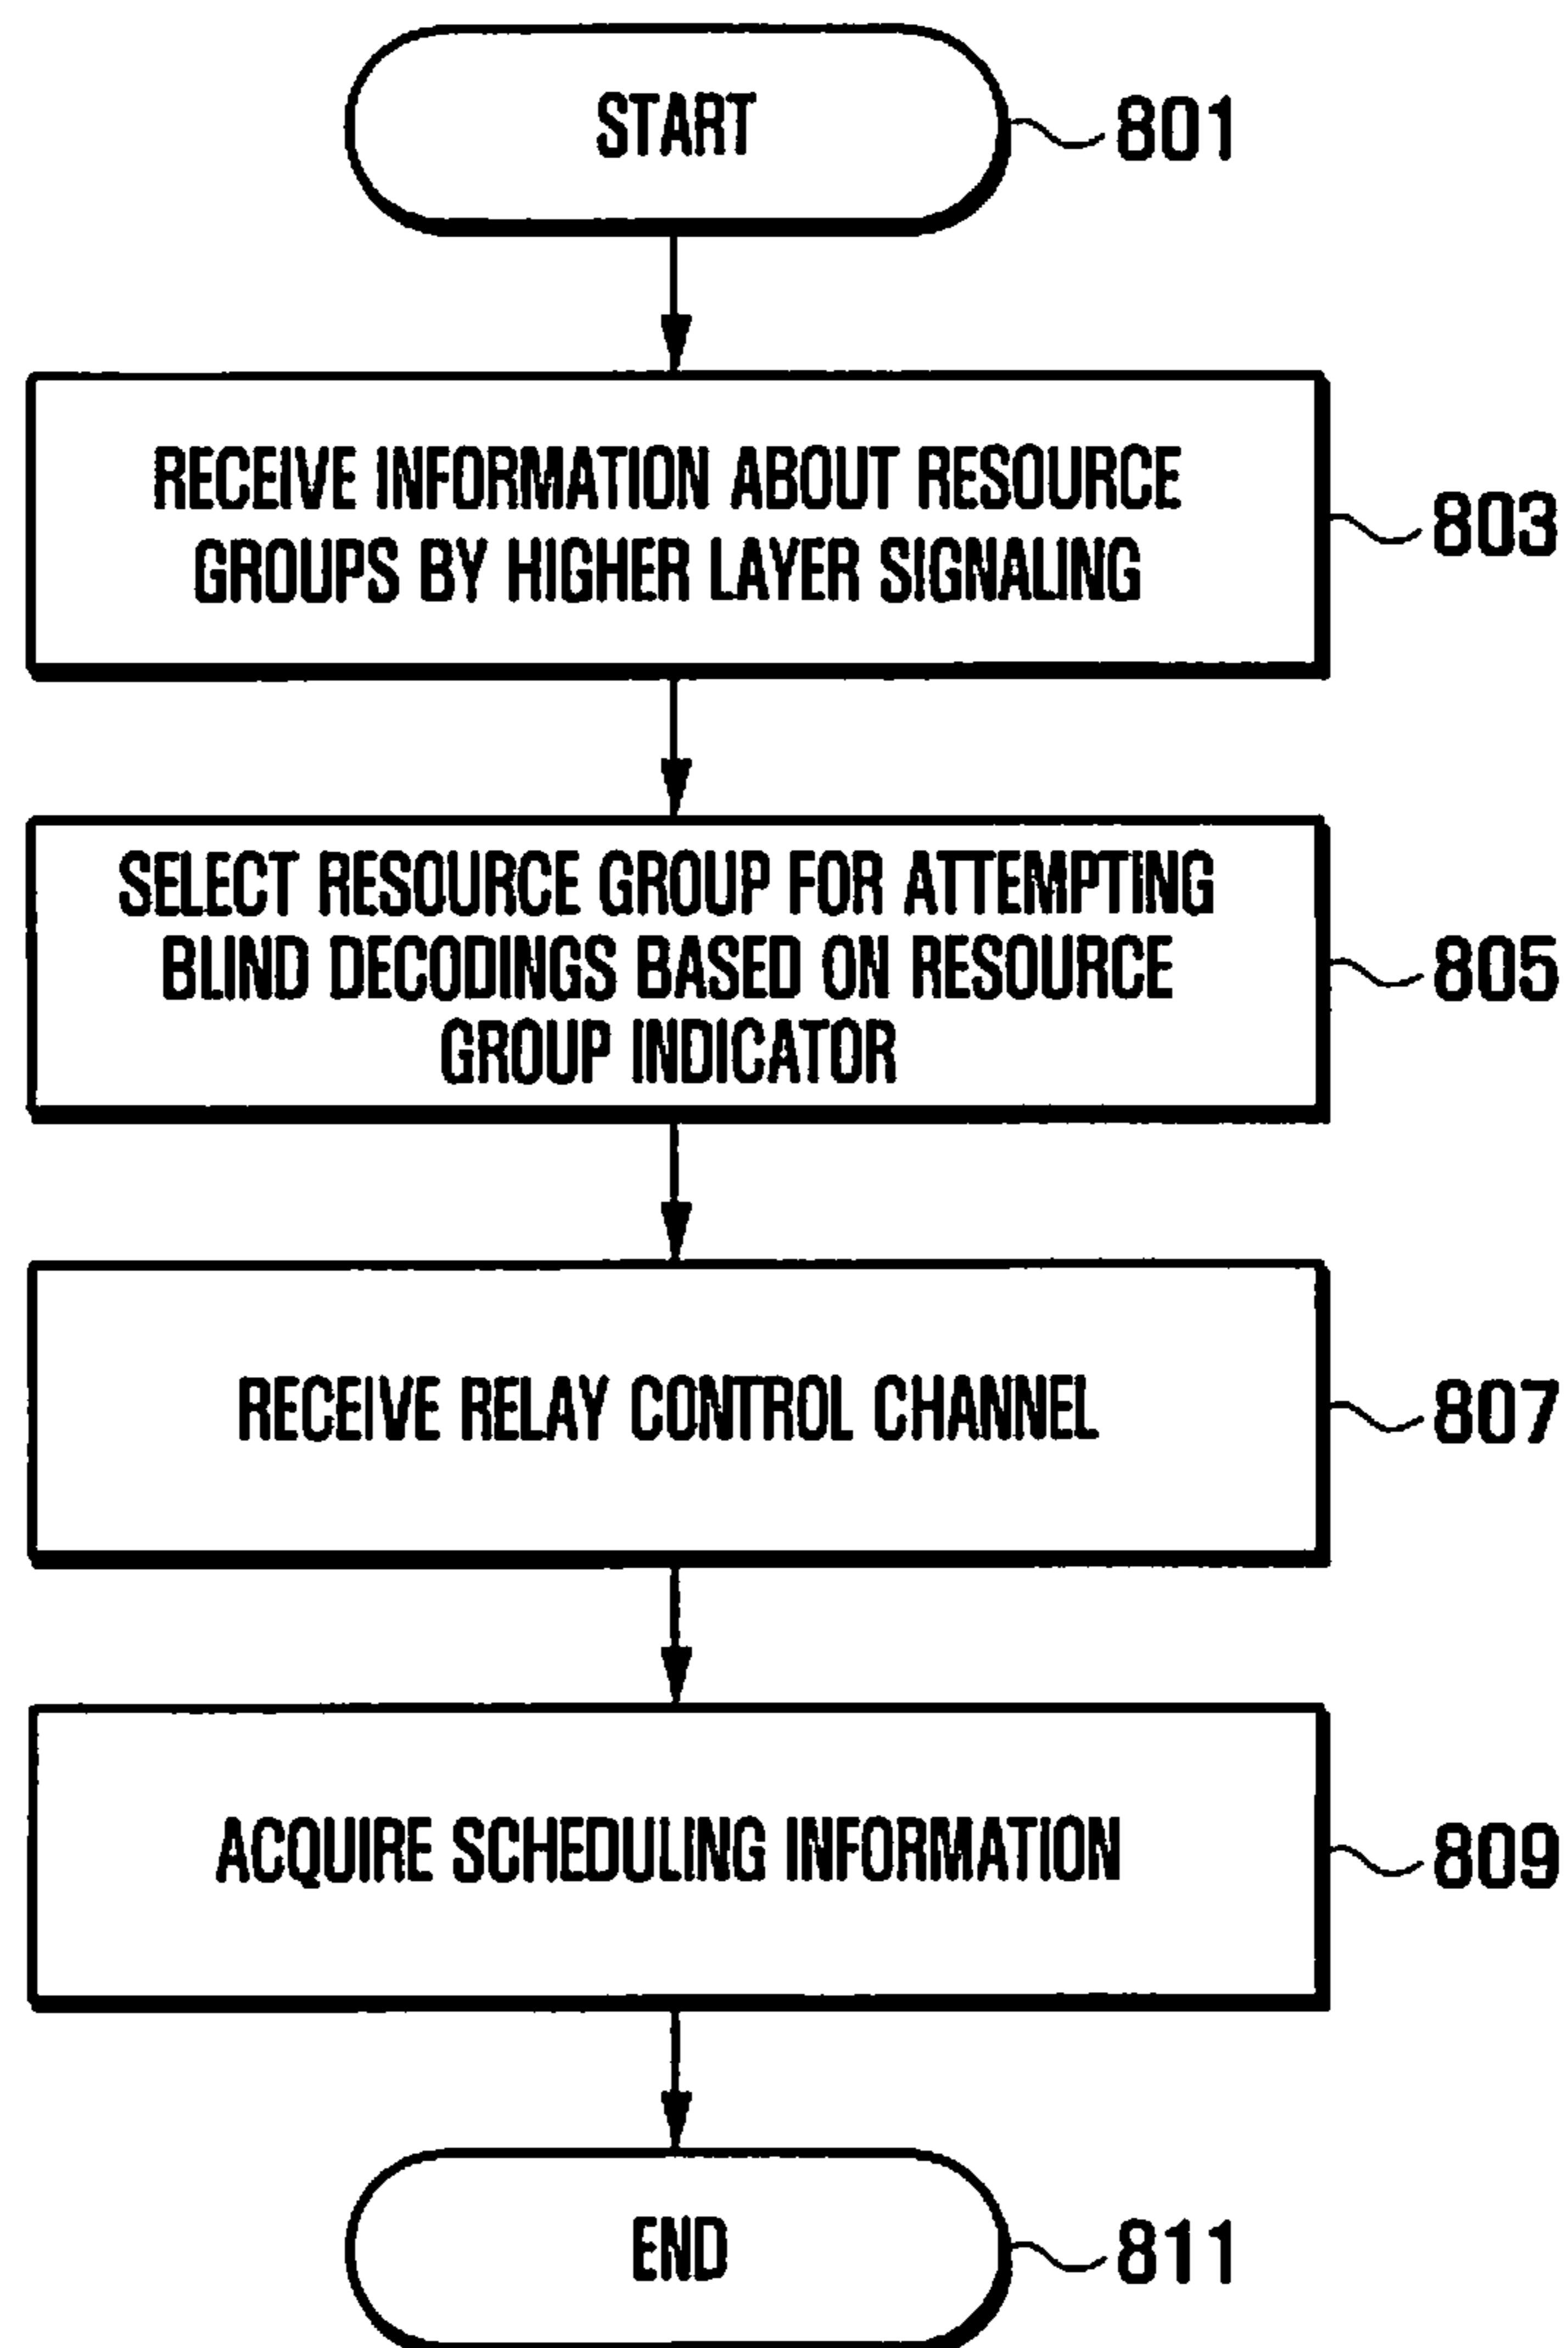 START
801
RECEIVE INFORMATION ABOUT RESOURCE
GROUPS BY HIGHER LAYER SIGNALING
803
SELECT RESOURCE GROUP FOR ATTEMPTING
BLIND DECODINGS BASED ON RESOURCE
GROUP INDICATOR
805
RECEIVE RELAY CONTROL CHANNEL
807
ACQUIRE SCHEDULING INFORMATION
809
END
811